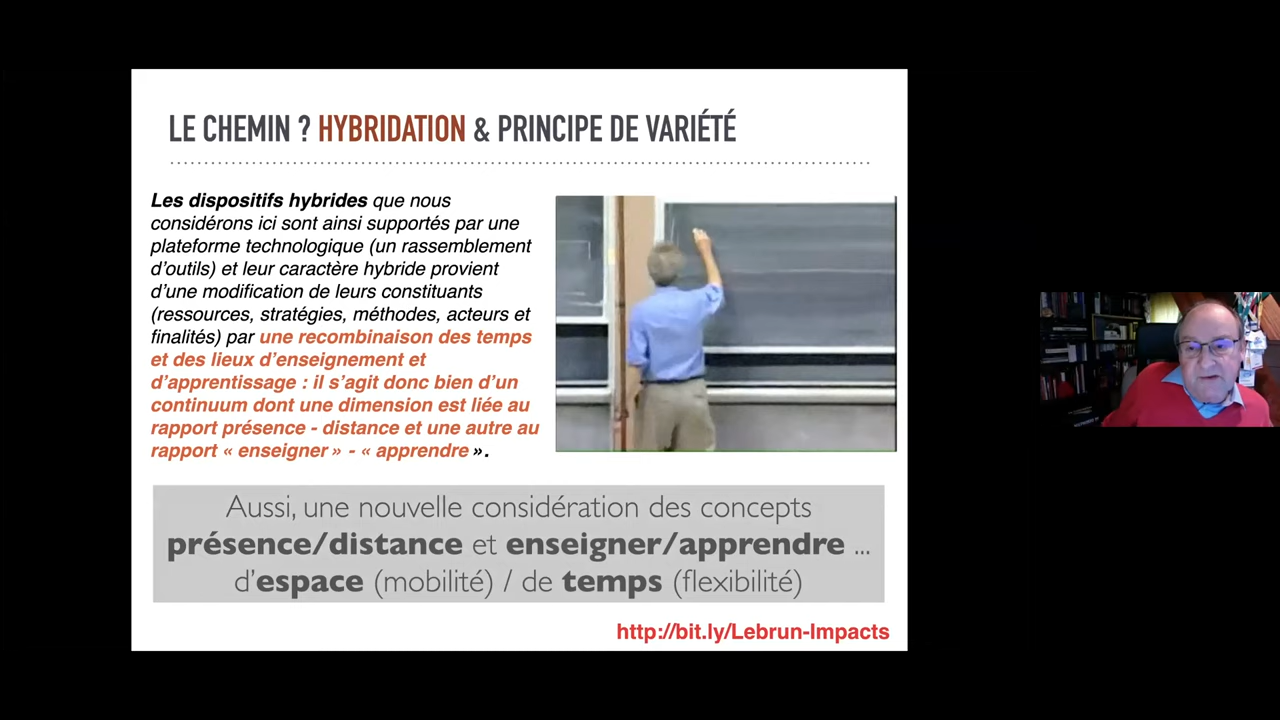 LE CHEMIN ? HYBRIDATION & PRINCIPE DE VARIÉTÉ
Les dispositifs hybrides que nous
considérons ici sont ainsi supportés par une
plateforme technologique (un rassemblement
d’outils) et leur caractère hybride provient
d’une modification de leurs constituants
(ressources, stratégies, méthodes, acteurs et
finalités) par une recombinaison des temps
et des lieux d’enseignement et
d’apprentissage : il s’agit donc bien d’un
continuum dont une dimension est liée au
rapport présence - distance et une autre au
rapport « enseigner » - « apprendre ».
Aussi, une nouvelle considération des concepts
présence/distance et enseigner/apprendre ...
d’espace (mobilité) / de temps (flexibilité)
http://bit.ly/Lebrun-Impacts